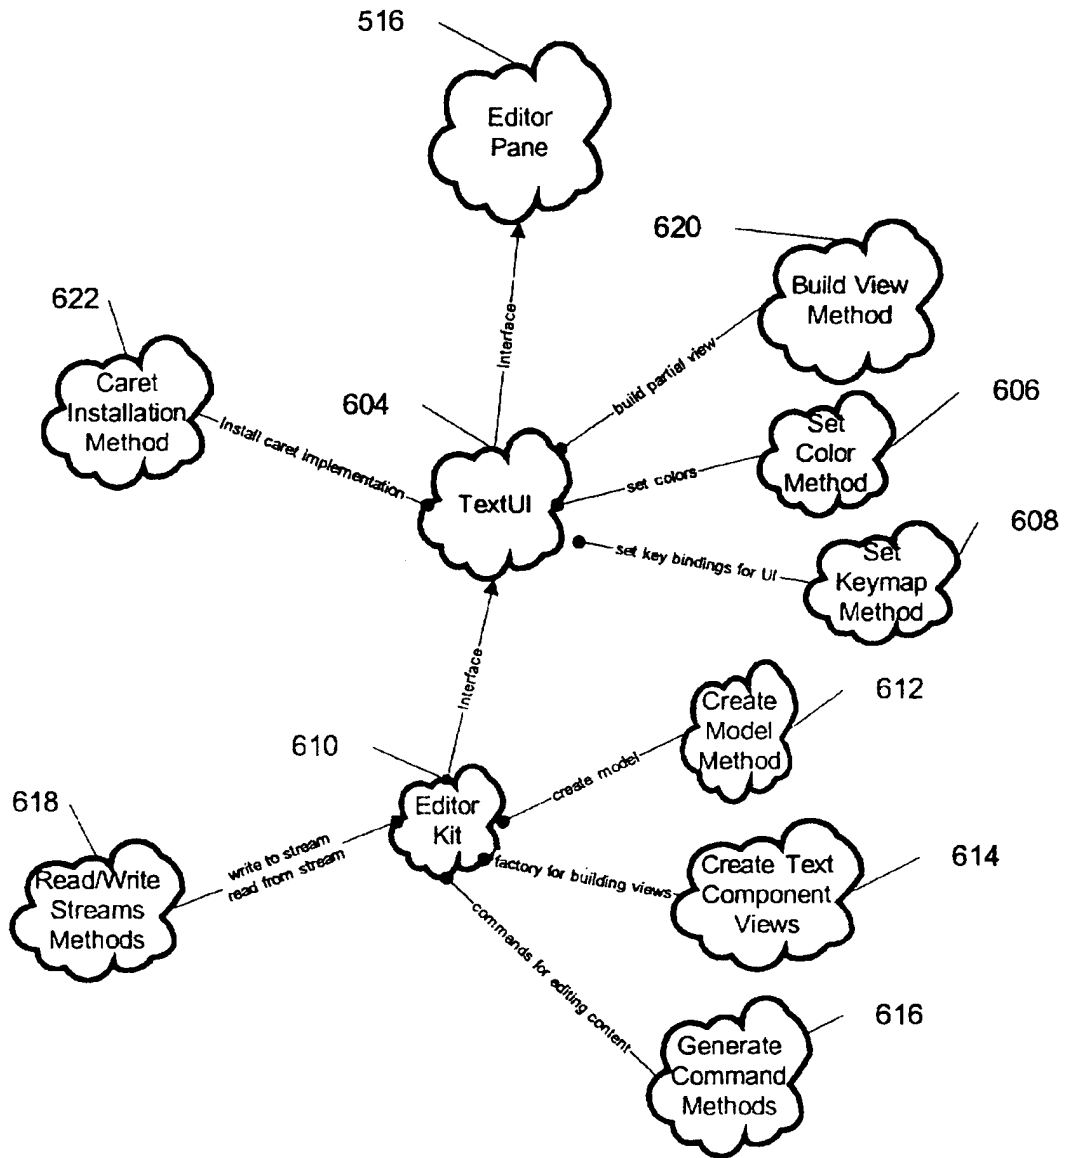 516
Editor
Pane
Interface
620
Build View
Method
build partial view
622
Caret
Installation
Method
Install caret implementation
604
TextUI
606
Set
Color
Method
set colors
608
Set
Keymap
Method
set key bindings for UI
Interface
610
Editor
Kit
612
Create
Model
Method
create model
618
Read/Write
Streams
Methods
write to stream
read from stream
614
Create Text
Component
Views
factory for building views
commands for editing content
616
Generate
Command
Methods